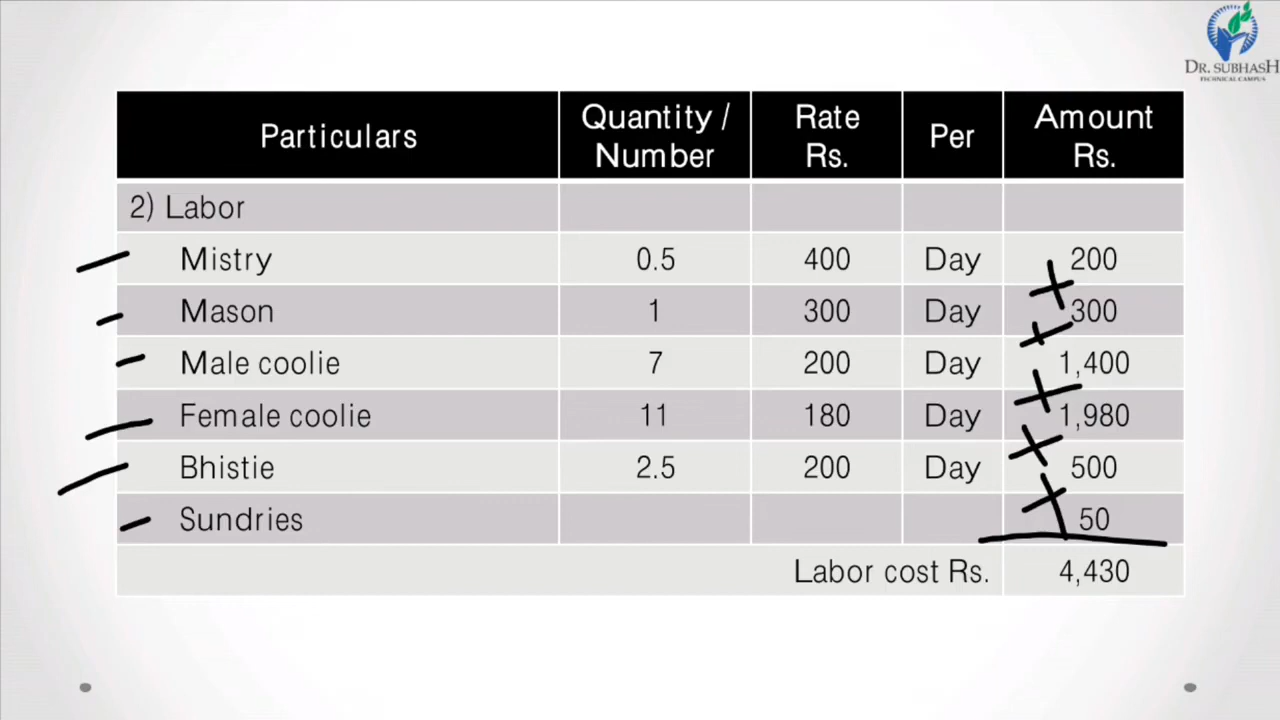 DR. SUBHASH
TECHNICAL CAMPUS
Particulars Quantity / Number Rate Rs. Per Amount Rs.
2) Labor
Mistry 0.5 400 Day 200
Mason 1 300 Day 300
Male coolie 7 200 Day 1,400
Female coolie 11 180 Day 1,980
Bhistie 2.5 200 Day 500
Sundries 50
Labor cost Rs. 4,430